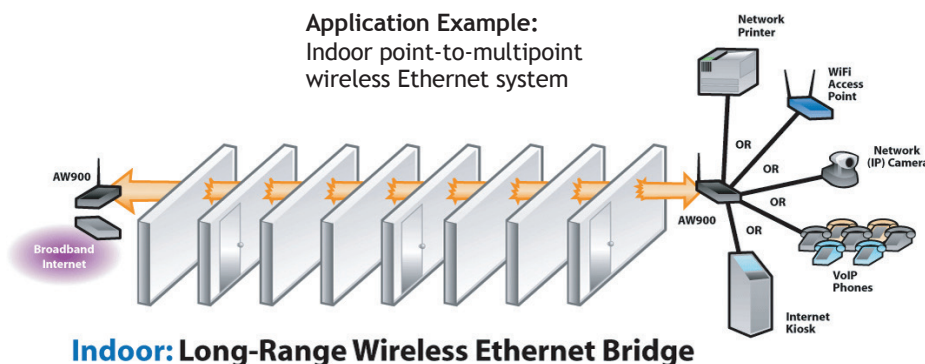 Application Example:
Indoor point-to-multipoint
wireless Ethernet system
Network
Printer
WiFi
Access
Point
Network
(IP) Camera
VoIP
Phones
Internet
Kiosk
OR
OR
OR
OR
AW900
AW900
Broadband
Internet
Indoor: Long-Range Wireless Ethernet Bridge